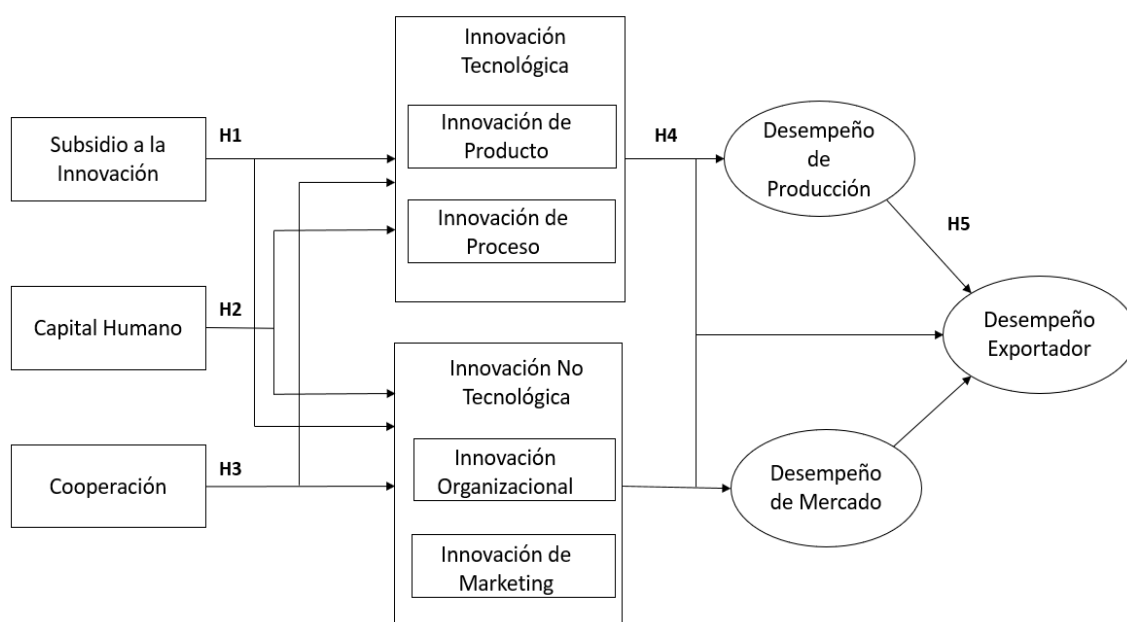 Subsidio a la
Innovación
Capital Humano
Cooperación
H1
H2
H3
Innovación
Tecnológica
Innovación de
Producto
Innovación de
Proceso
Innovación No
Tecnológica
Innovación
Organizacional
Innovación de
Marketing
H4
Desempeño
de
Producción
Desempeño
de Mercado
H5
Desempeño
Exportador